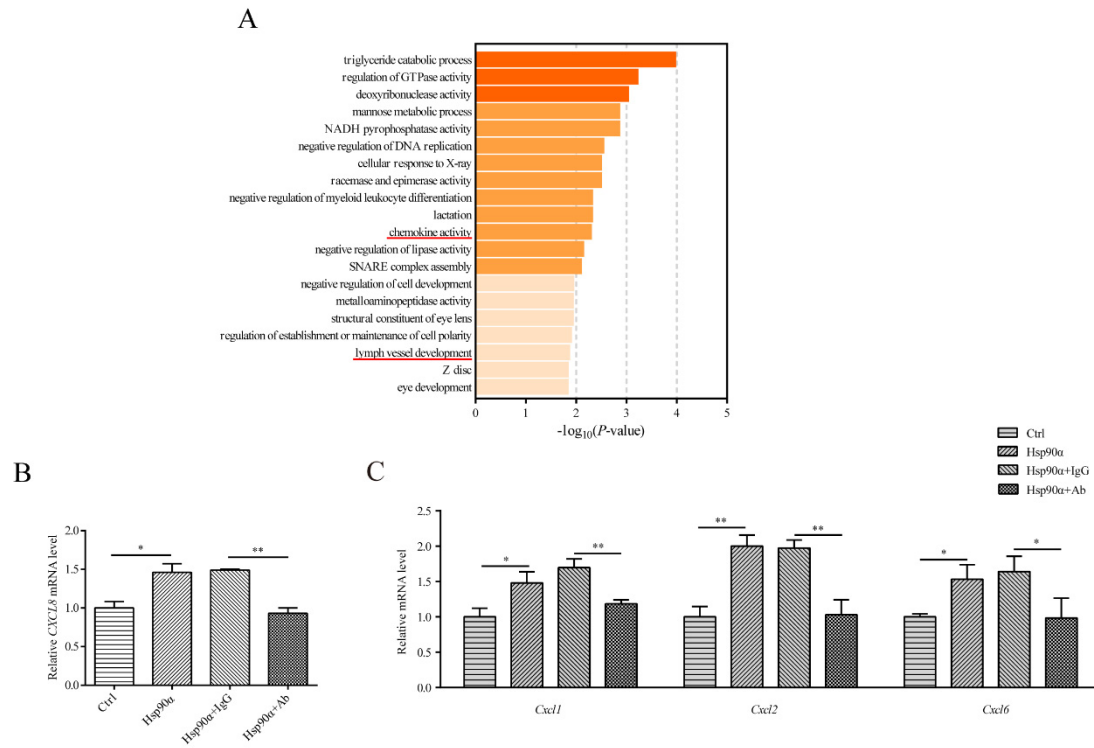 A
triglyceride catabolic process
regulation of GTPase activity
deoxyribonuclease activity
mannose metabolic process
NADH pyrophosphatase activity
negative regulation of DNA replication
cellular response to X-ray
racemase and epimerase activity
negative regulation of myeloid leukocyte differentiation
lactation
chemokine activity
negative regulation of lipase activity
SNARE complex assembly
negative regulation of cell development
metalloaminopeptidase activity
structural constituent of eye lens
regulation of establishment or maintenance of cell polarity
lymph vessel development
Z disc
eye development
0 1 2 3 4 5
-log10(P-value)
B
Relative CXCL8 mRNA level
2.0
1.5
1.0
0.5
0.0
* **
Ctrl Hsp90α Hsp90α+IgG Hsp90α+Ab
C
Ctrl
Hsp90α
Hsp90α+IgG
Hsp90α+Ab
Relative mRNA level
2.5
2.0
1.5
1.0
0.5
0.0
* ** ** ** * *
Cxcl1 Cxcl2 Cxcl6